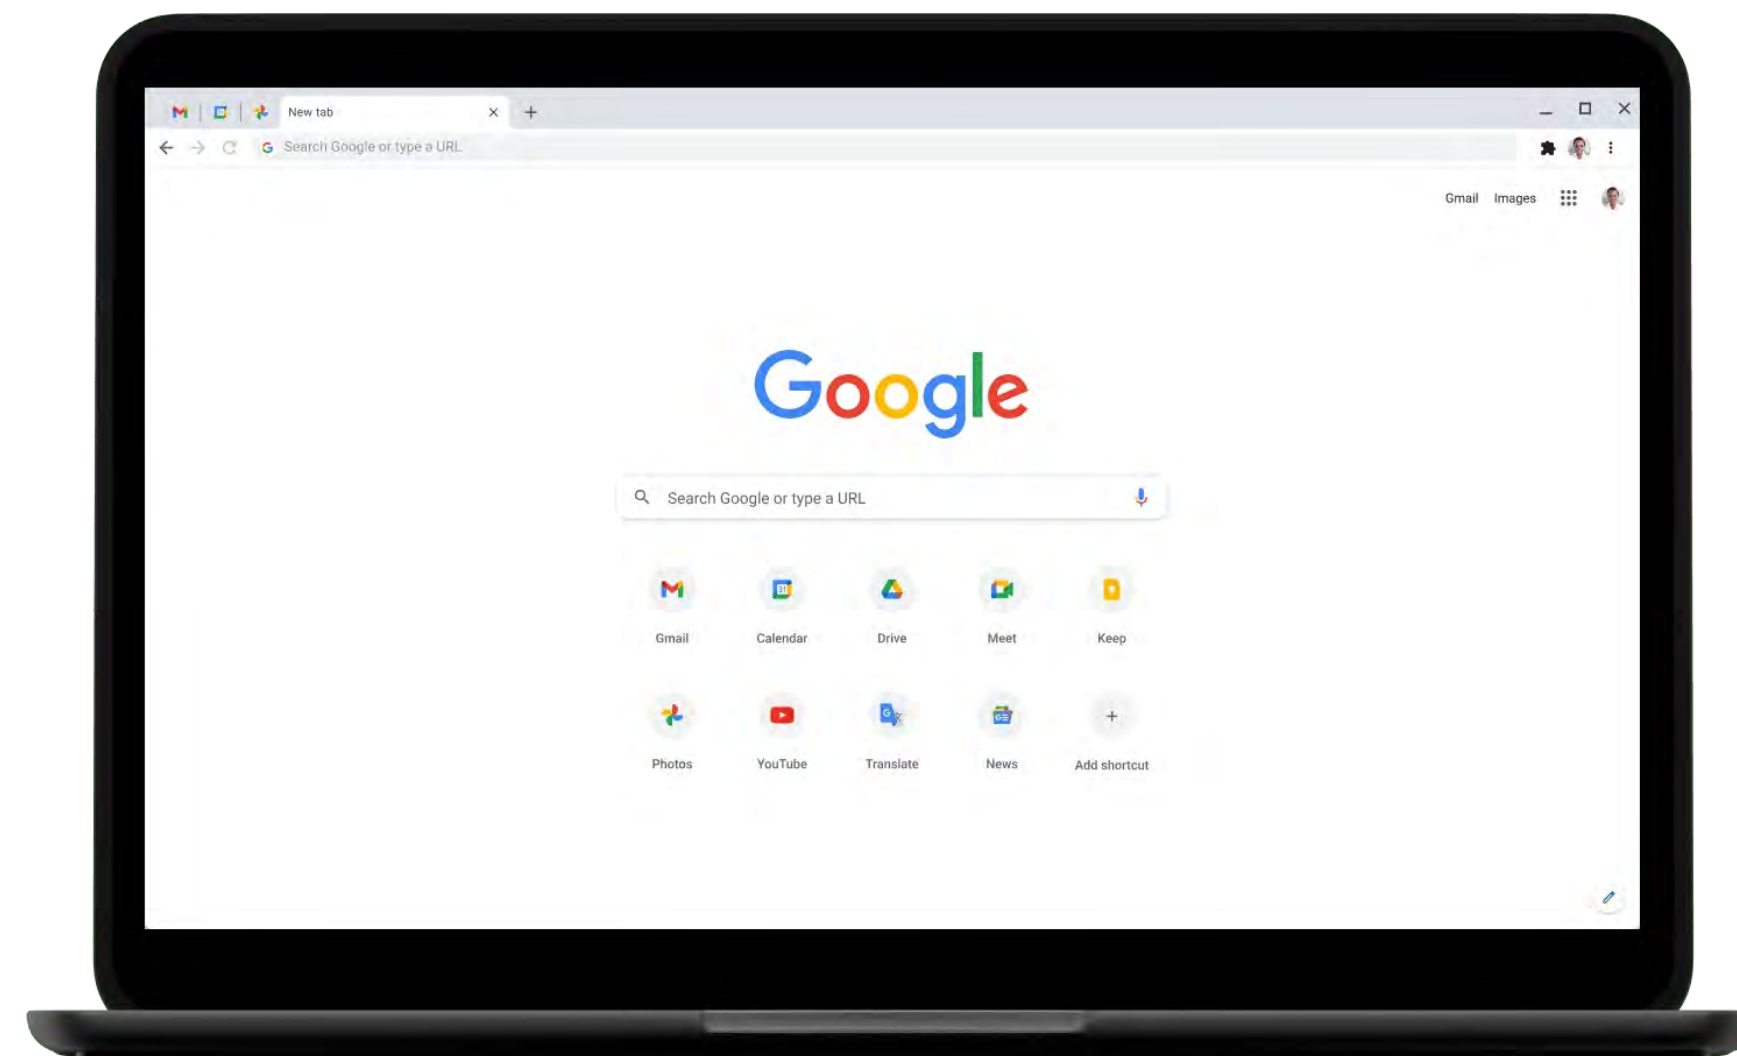 New tab
Search Google or type a URL
Gmail Images
Google
Search Google or type a URL
Gmail Calendar Drive Meet Keep
Photos YouTube Translate News Add shortcut